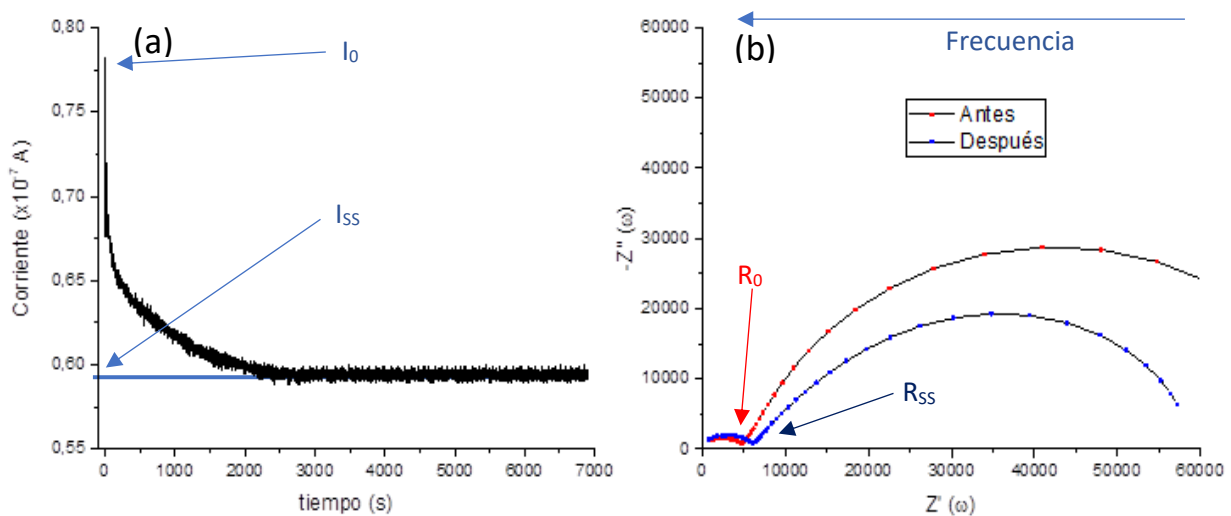 (a)
I0
ISS
Corriente (x10-7 A)
0,80
0,75
0,70
0,65
0,60
0,55
0 1000 2000 3000 4000 5000 6000 7000
tiempo (s)
(b)
Frecuencia
Antes
Después
R0
RSS
-Z'' (ω)
60000
50000
40000
30000
20000
10000
0
0 10000 20000 30000 40000 50000 60000
Z' (ω)